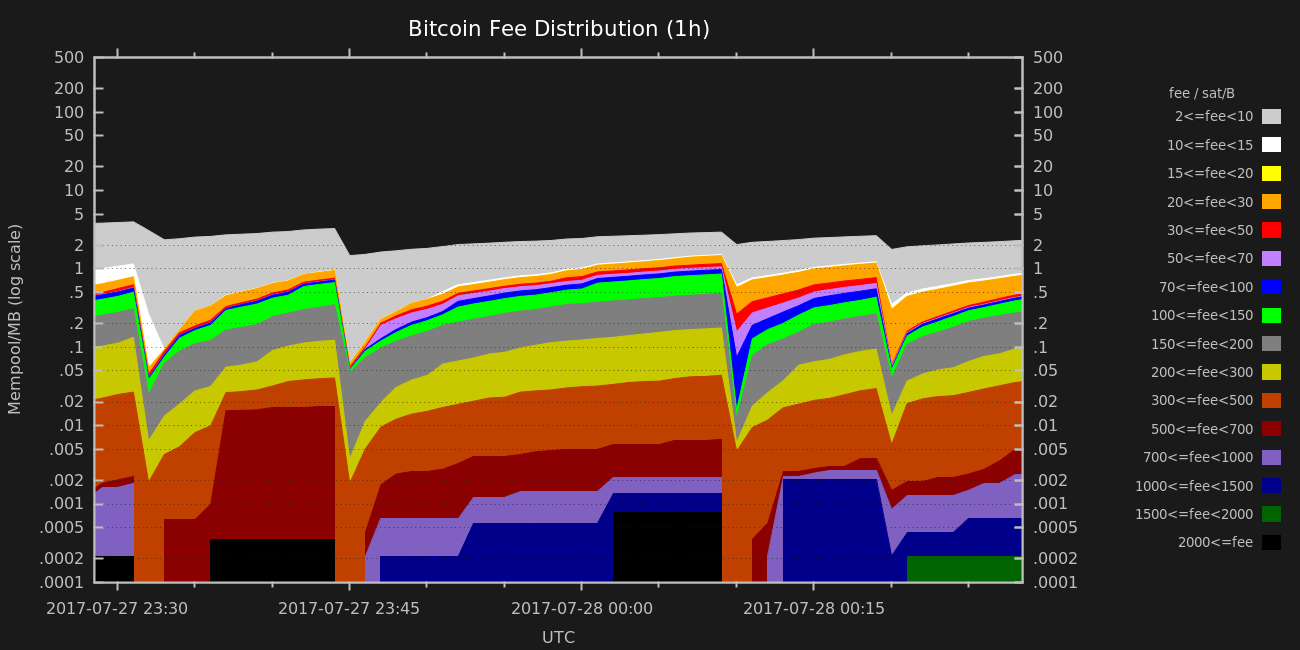 Bitcoin Fee Distribution (1h)
Mempool/MB (log scale)
500
200
100
50
20
10
5
2
1
.5
.2
.1
.05
.02
.01
.005
.002
.001
.0005
.0002
.0001
500
200
100
50
20
10
5
2
1
.5
.2
.1
.05
.02
.01
.005
.002
.001
.0005
.0002
.0001
2017-07-27 23:30
2017-07-27 23:45
2017-07-28 00:00
2017-07-28 00:15
UTC
fee / sat/B
2<=fee<10
10<=fee<15
15<=fee<20
20<=fee<30
30<=fee<50
50<=fee<70
70<=fee<100
100<=fee<150
150<=fee<200
200<=fee<300
300<=fee<500
500<=fee<700
700<=fee<1000
1000<=fee<1500
1500<=fee<2000
2000<=fee